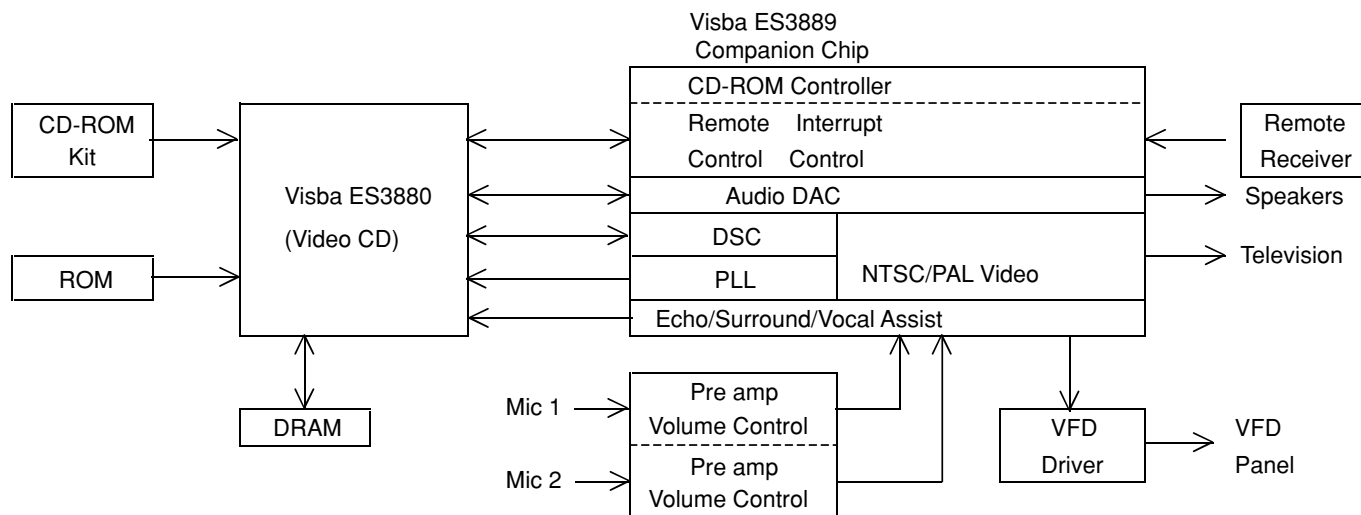 Visba ES3889
Companion Chip
CD-ROM Controller
CD-ROM
Kit
Remote Interrupt
Control Control
Remote
Receiver
Visba ES3880
(Video CD)
Audio DAC
Speakers
DSC
NTSC/PAL Video
Television
ROM
PLL
Echo/Surround/Vocal Assist
DRAM
Mic 1
Pre amp
Volume Control
Mic 2
Pre amp
Volume Control
VFD
Driver
VFD
Panel